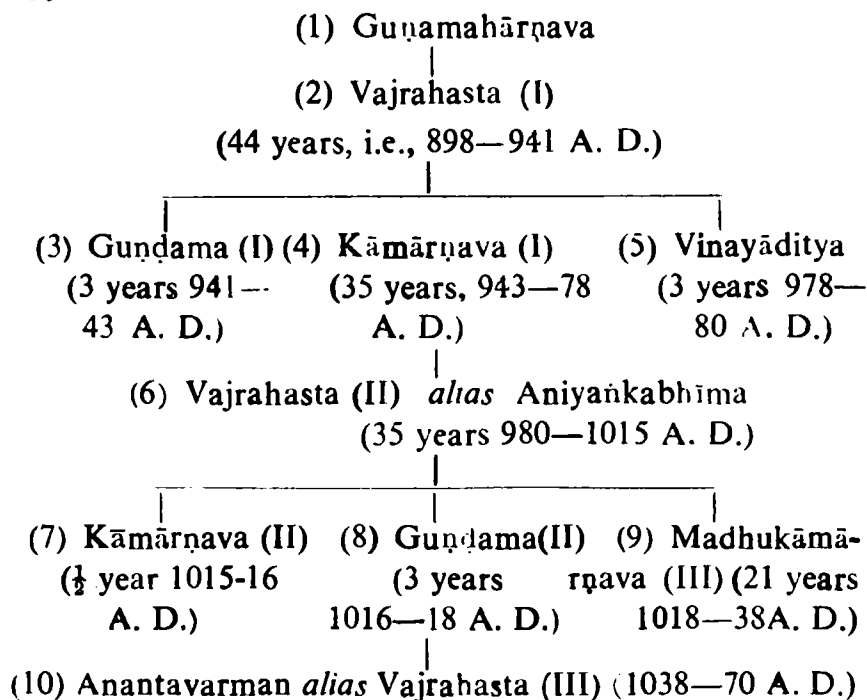 (1) Guṇamahārṇava
(2) Vajrahasta (I)
(44 years, i.e., 898—941 A. D.)
(3) Guṇḍama (I) (4) Kāmārṇava (I) (5) Vinayāditya
(3 years 941— (35 years, 943—78 (3 years 978—
43 A. D.) A. D.) 80 A. D.)
(6) Vajrahasta (II) alias Aniyaṅkabhīma
(35 years 980—1015 A. D.)
(7) Kāmārṇava (II) (8) Guṇḍama(II) (9) Madhukāmā-
(½ year 1015-16 (3 years rṇava (III) (21 years
A. D.) 1016—18 A. D.) 1018—38A. D.)
(10) Anantavarman alias Vajrahasta (III) (1038—70 A. D.)